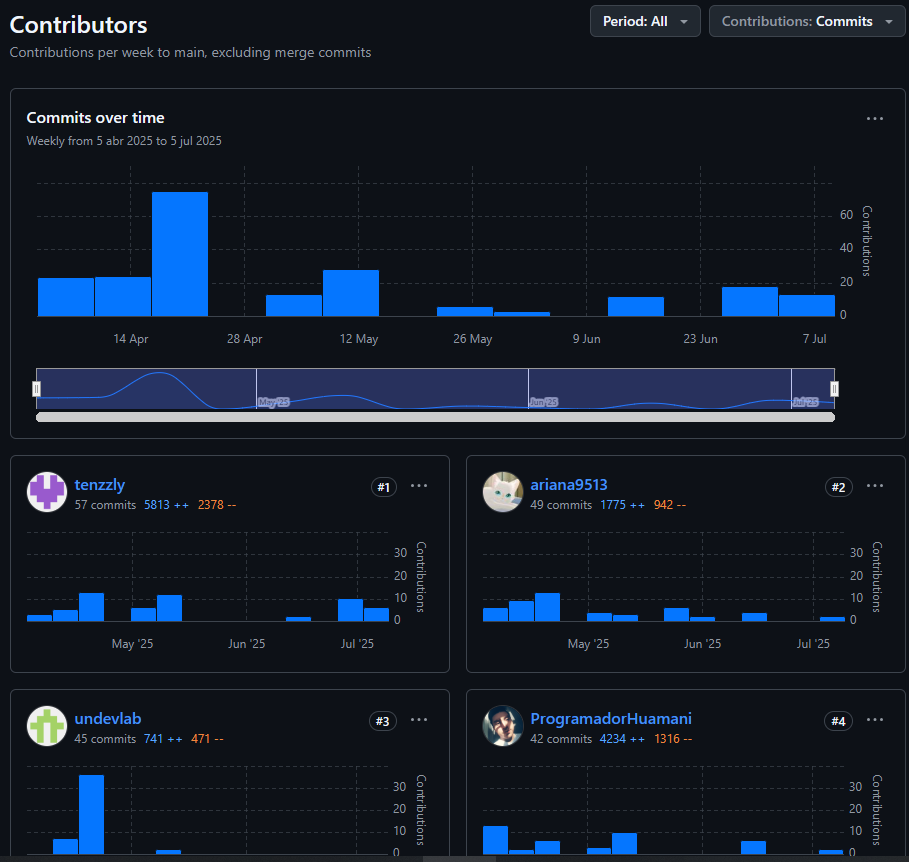 Contributors
Period: All
Contributions: Commits
Contributions per week to main, excluding merge commits
Commits over time
Weekly from 5 abr 2025 to 5 jul 2025
60
40
20
0
Contributions
14 Apr
28 Apr
12 May
26 May
9 Jun
23 Jun
7 Jul
May '25
Jun '25
Jul '25
tenzzly
#1
57 commits 5813 ++ 2378 --
30
20
10
0
Contributions
May '25
Jun '25
Jul '25
ariana9513
#2
49 commits 1775 ++ 942 --
30
20
10
0
Contributions
May '25
Jun '25
Jul '25
undevlab
#3
45 commits 741 ++ 471 --
30
20
10
0
Contributions
ProgramadorHuamani
#4
42 commits 4234 ++ 1316 --
30
20
10
0
Contributions